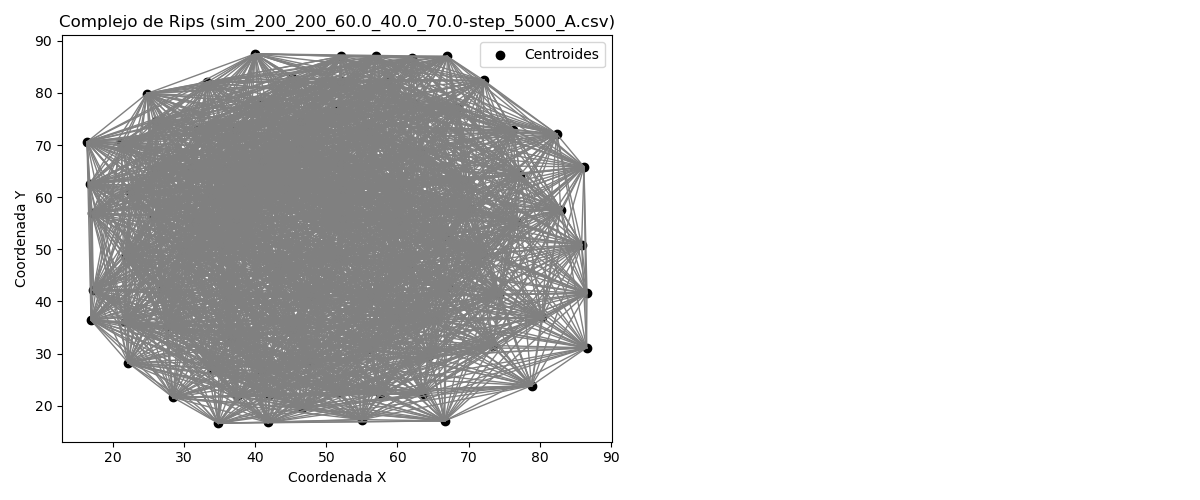 Complejo de Rips (sim_200_200_60.0_40.0_70.0-step_5000_A.csv)
Centroides
90
80
70
60
50
40
30
20
Coordenada Y
20 30 40 50 60 70 80 90
Coordenada X